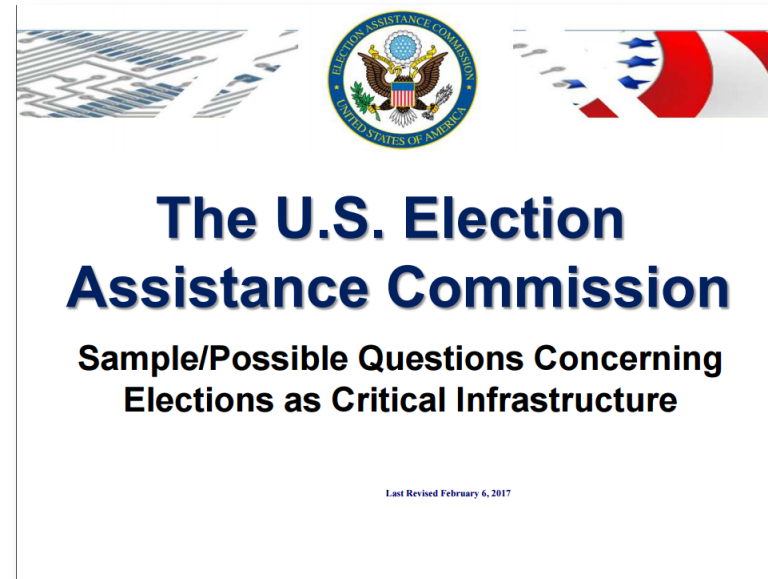 ELECTION ASSISTANCE COMMISSION
UNITED STATES OF AMERICA
The U.S. Election
Assistance Commission
Sample/Possible Questions Concerning
Elections as Critical Infrastructure
Last Revised February 6, 2017